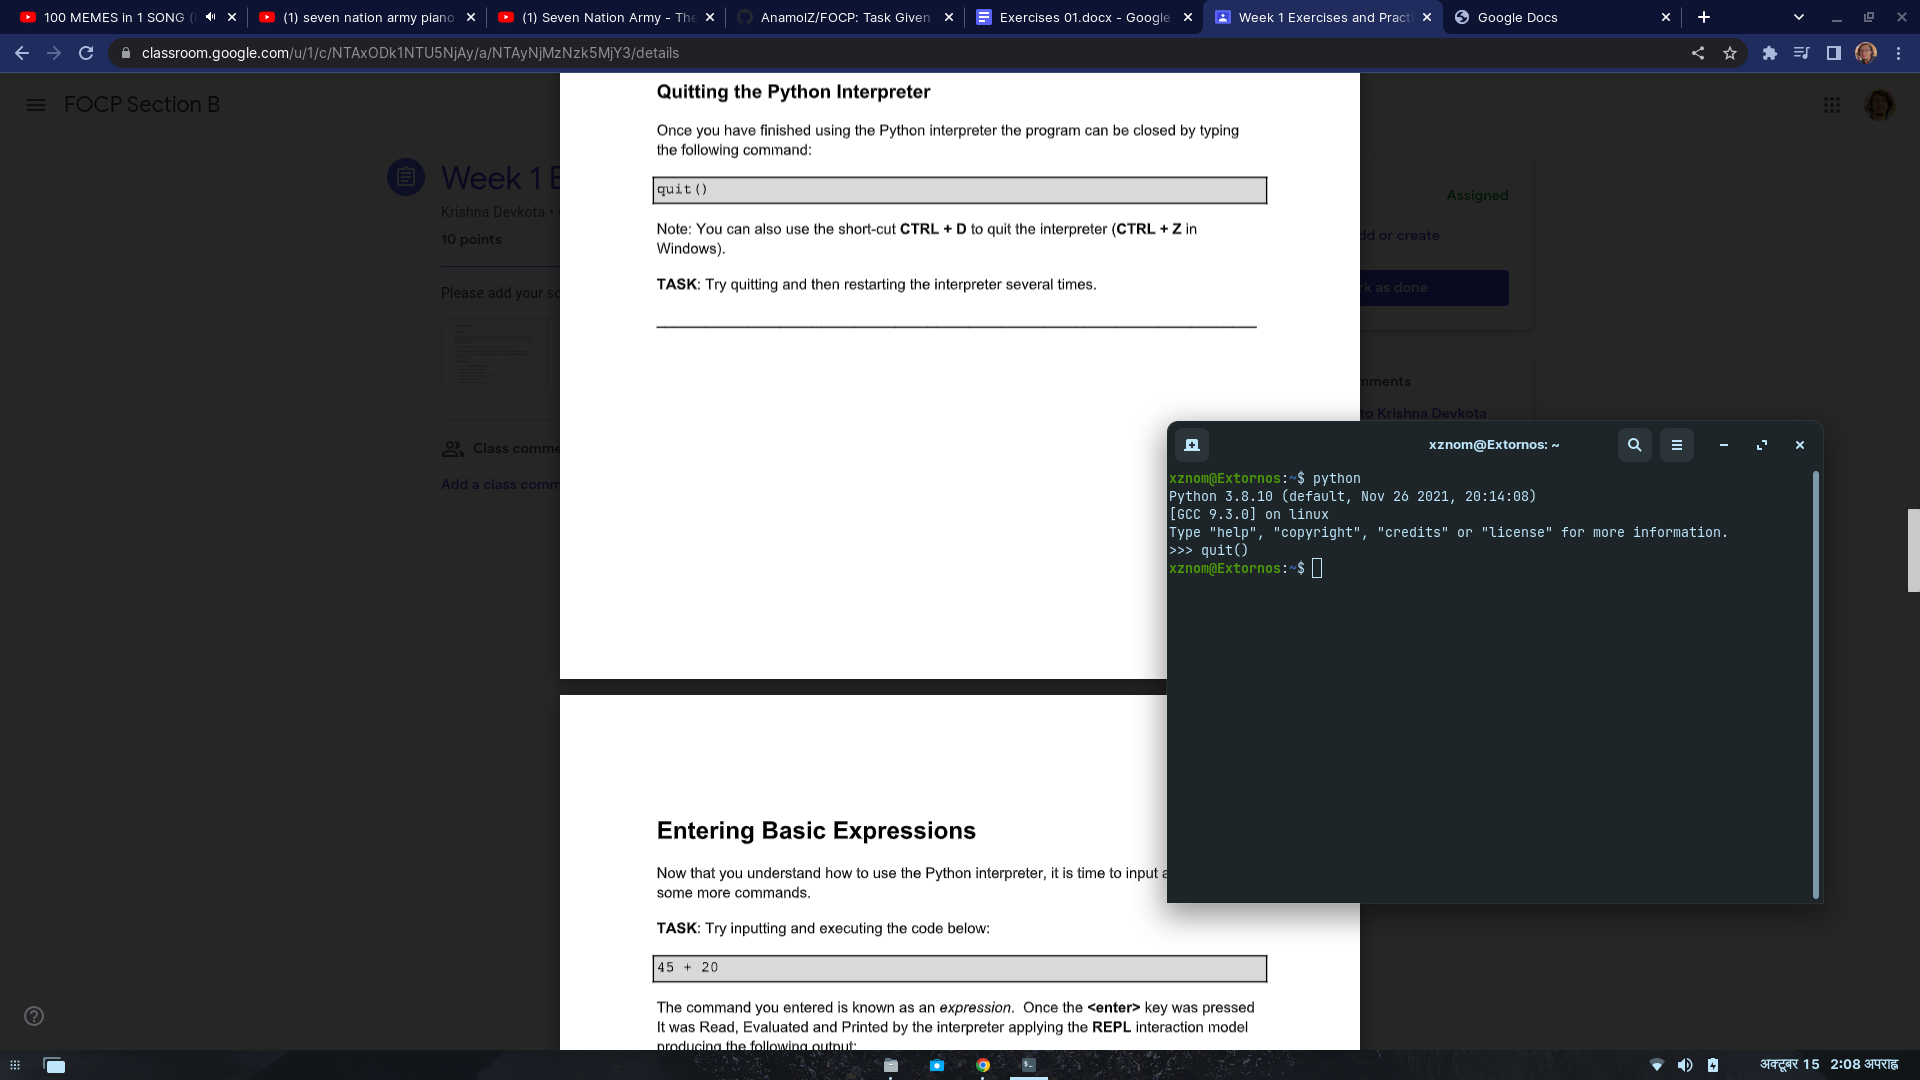 100 MEMES in 1 SONG (
(1) seven nation army piano
(1) Seven Nation Army - The
AnamolZ/FOCP: Task Given
Exercises 01.docx - Google
Week 1 Exercises and Practi
Google Docs
classroom.google.com/u/1/c/NTAxODk1NTU5NjAy/a/NTAyNjMzNzk5MjY3/details
FOCP Section B
Week 1 E
Krishna Devkota •
10 points
Please add your
Class comme
Add a class comm
Assigned
dd or create
rk as done
mments
to Krishna Devkota
Quitting the Python Interpreter
Once you have finished using the Python interpreter the program can be closed by typing
the following command:
quit()
Note: You can also use the short-cut CTRL + D to quit the interpreter (CTRL + Z in
Windows).
TASK: Try quitting and then restarting the interpreter several times.
Entering Basic Expressions
Now that you understand how to use the Python interpreter, it is time to input a
some more commands.
TASK: Try inputting and executing the code below:
45 + 20
The command you entered is known as an expression. Once the <enter> key was pressed
It was Read, Evaluated and Printed by the interpreter applying the REPL interaction model
producing the following output:
xznom@Extornos: ~
xznom@Extornos:~$ python
Python 3.8.10 (default, Nov 26 2021, 20:14:08)
[GCC 9.3.0] on linux
Type "help", "copyright", "credits" or "license" for more information.
>>> quit()
xznom@Extornos:~$
अक्टूबर 15 2:08 अपराह्न